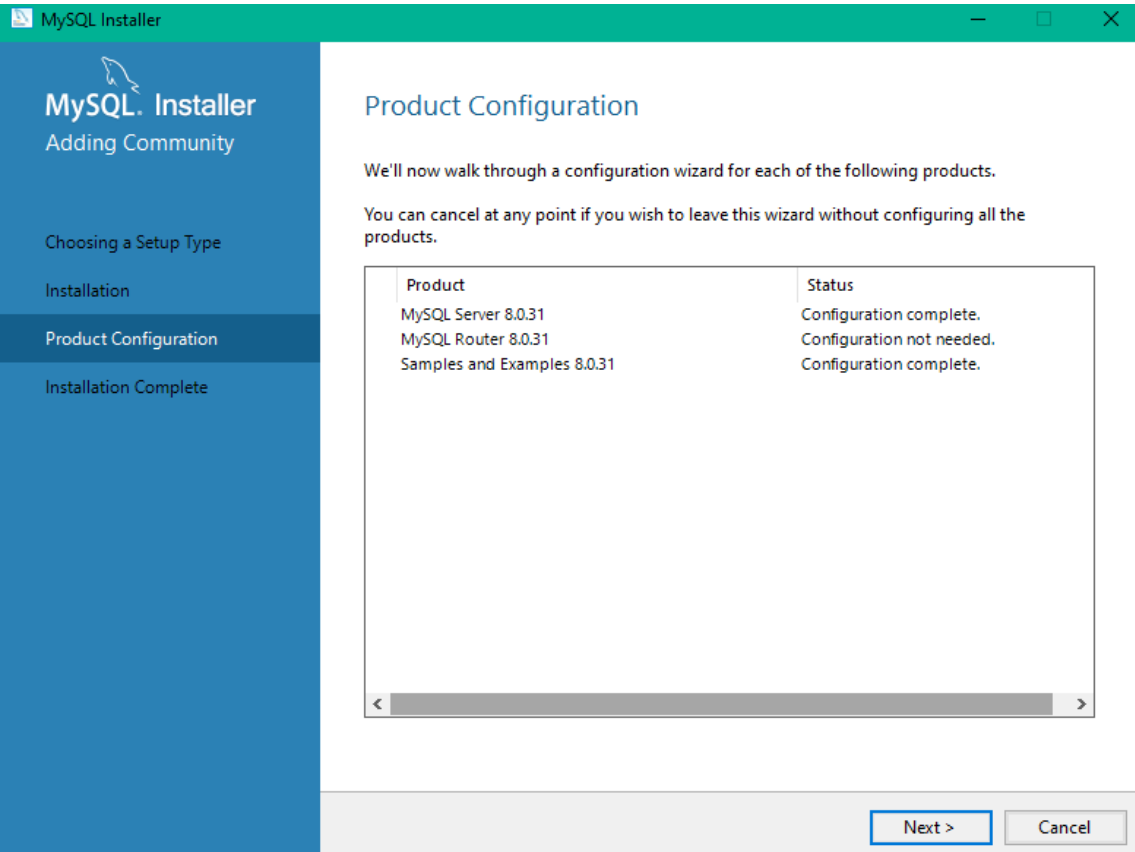 MySQL Installer
MySQL. Installer
Adding Community
Choosing a Setup Type
Installation
Product Configuration
Installation Complete
Product Configuration
We'll now walk through a configuration wizard for each of the following products.
You can cancel at any point if you wish to leave this wizard without configuring all the
products.
Product Status
MySQL Server 8.0.31 Configuration complete.
MySQL Router 8.0.31 Configuration not needed.
Samples and Examples 8.0.31 Configuration complete.
Next > Cancel